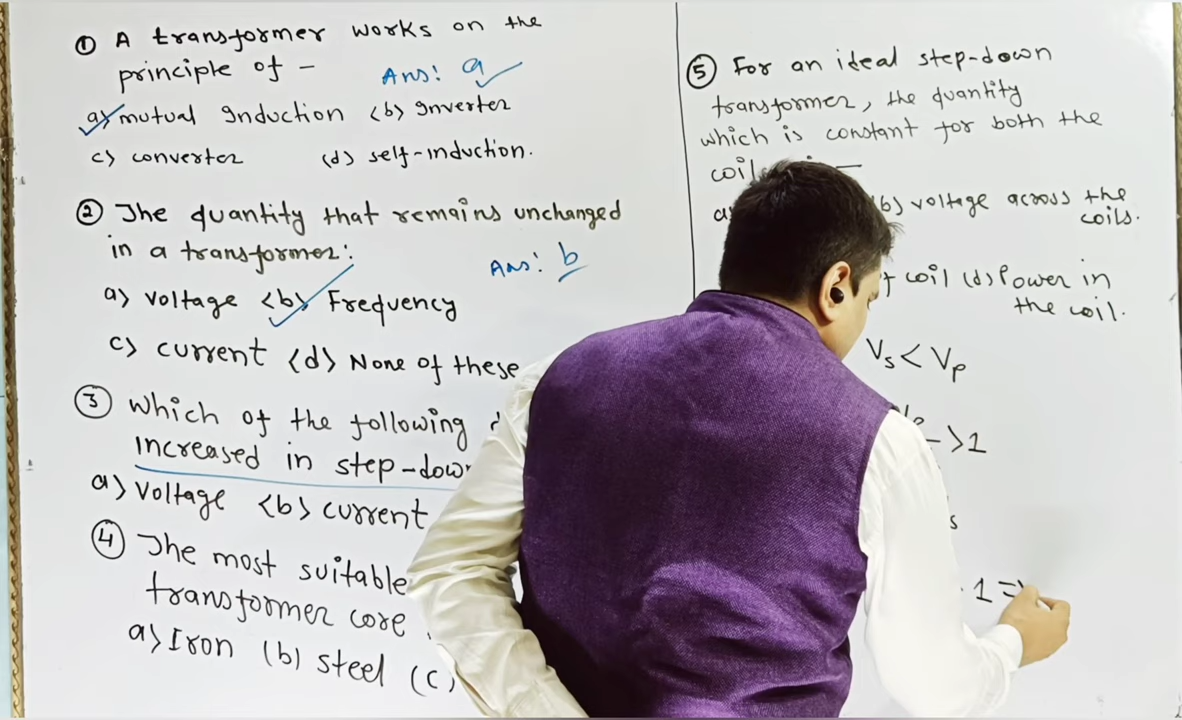 ① A transformer works on the
principle of - Ans: a
a) mutual Induction (b) Inverter
c) converter (d) self-induction.
② The quantity that remains unchanged
in a transformer: Ans: b
a) voltage (b) Frequency
c) current (d) None of these
③ Which of the following
increased in step-dow
a) Voltage (b) current
④ The most suitable
transformer core
a) Iron (b) steel (c)
⑤ For an ideal step-down
transformer, the quantity
which is constant for both the
coil
a (b) voltage across the
coils.
coil (d) Power in
the coil.
Vs < Vp
> 1
s
1 =